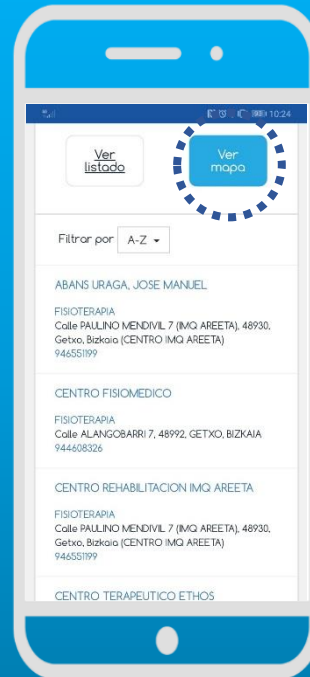 10:24
Ver
listado
Ver
mapa
Filtrar por A-Z
ABANS URAGA, JOSE MANUEL
FISIOTERAPIA
Calle PAULINO MENDIVIL 7 (IMQ AREETA), 48930,
Getxo, Bizkaia (CENTRO IMQ AREETA)
946551199
CENTRO FISIOMEDICO
FISIOTERAPIA
Calle ALANGOBARRI 7, 48992, GETXO, BIZKAIA
944608326
CENTRO REHABILITACION IMQ AREETA
FISIOTERAPIA
Calle PAULINO MENDIVIL 7 (IMQ AREETA), 48930,
Getxo, Bizkaia (CENTRO IMQ AREETA)
946551199
CENTRO TERAPEUTICO ETHOS